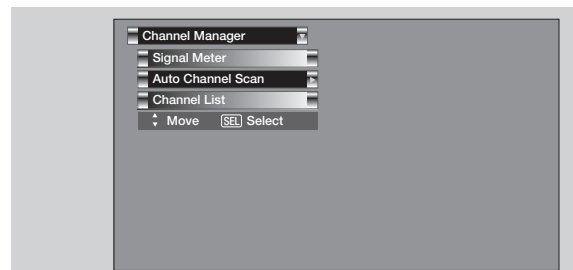 Channel Manager
Signal Meter
Auto Channel Scan
Channel List
Move SEL Select